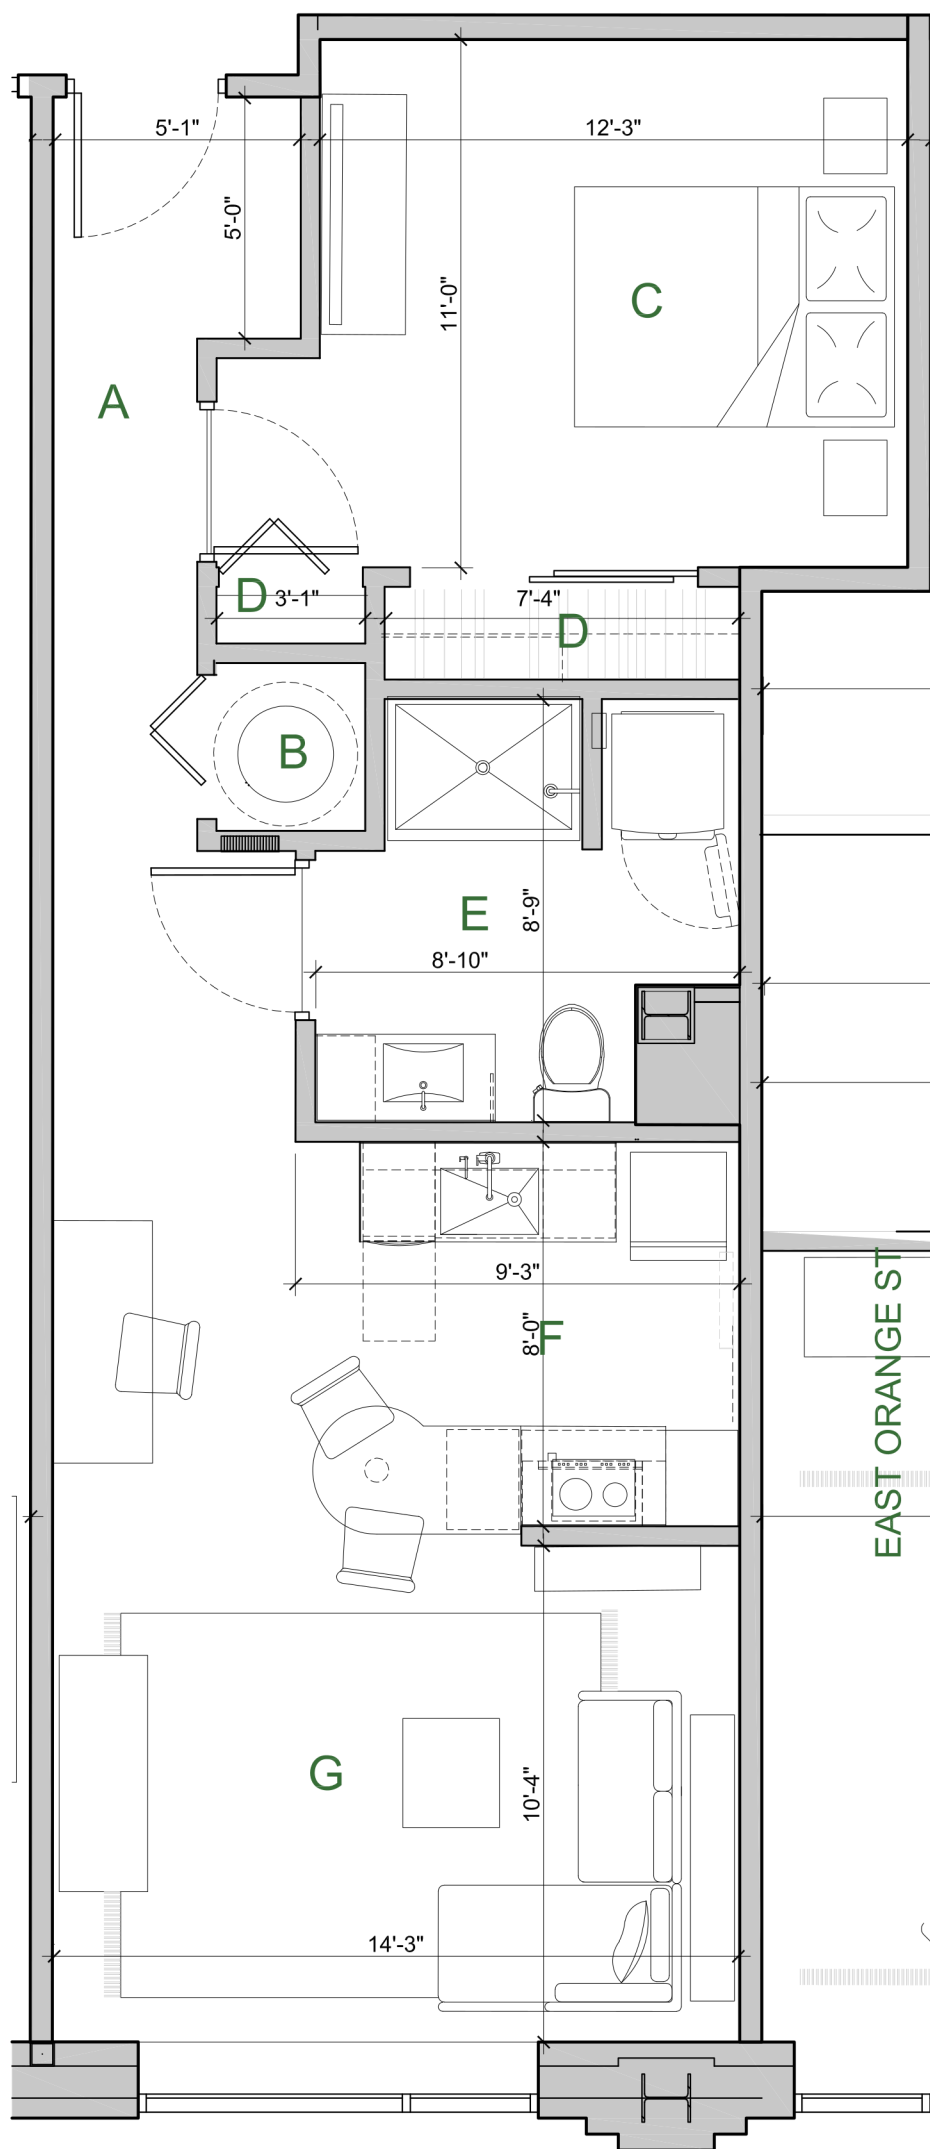 5'-1"
12'-3"
5'-0"
11'-0"
C
A
D
3'-1"
7'-4"
D
B
E
8'-9"
8'-10"
9'-3"
8'-0"
F
EAST ORANGE ST
G
10'-4"
14'-3"